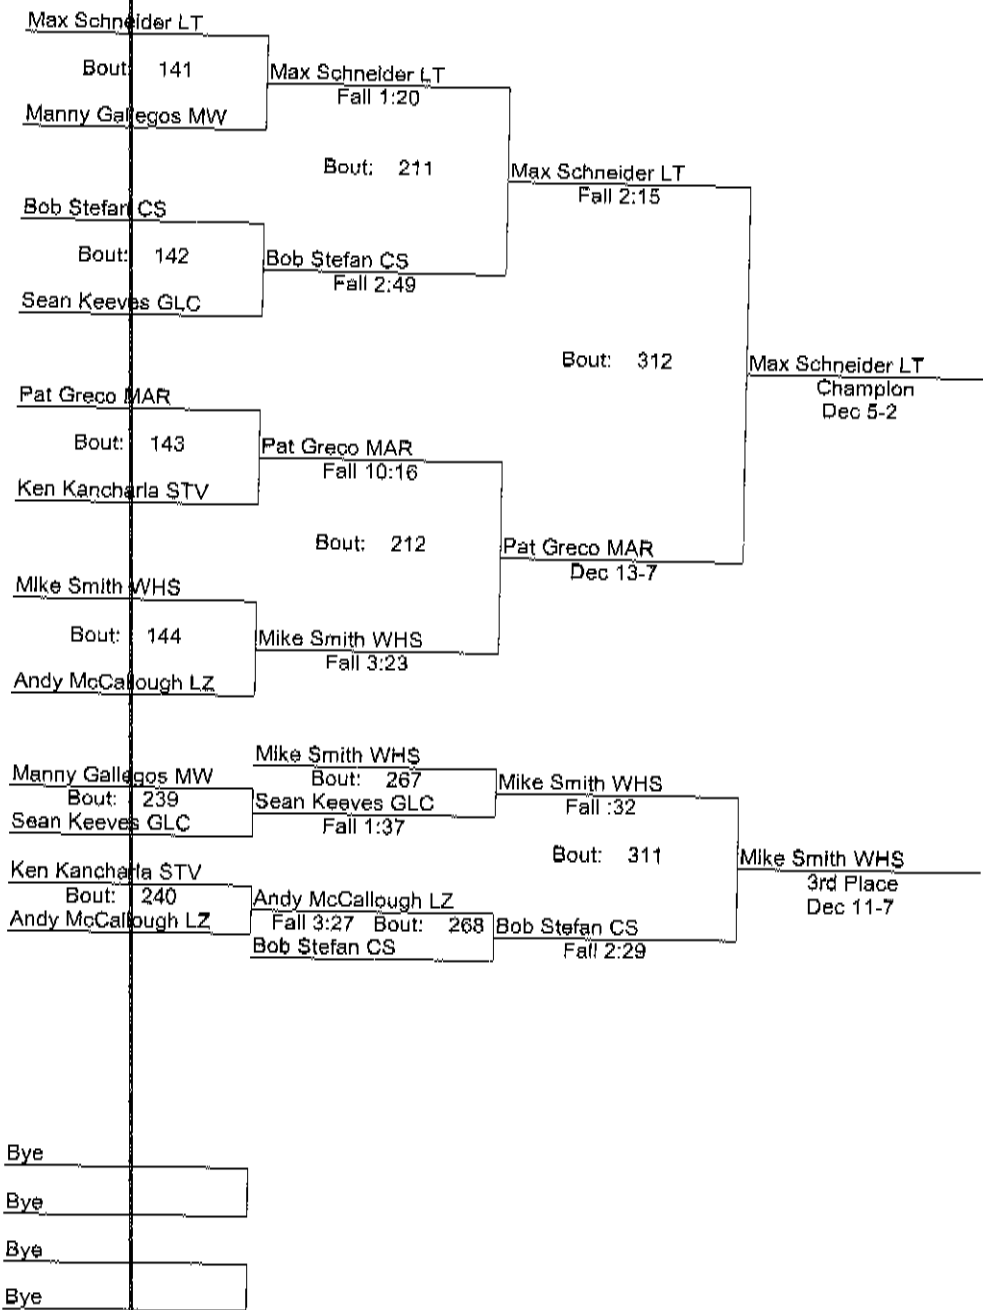 Max Schneider LT
Bout: 141
Max Schneider LT
Fall 1:20
Manny Gallegos MW
Bout: 211
Max Schneider LT
Fall 2:15
Bob Stefan CS
Bout: 142
Bob Stefan CS
Fall 2:49
Sean Keeves GLC
Bout: 312
Max Schneider LT
Champion
Dec 5-2
Pat Greco MAR
Bout: 143
Pat Greco MAR
Fall 10:16
Ken Kancharla STV
Bout: 212
Pat Greco MAR
Dec 13-7
Mike Smith WHS
Bout: 144
Mike Smith WHS
Fall 3:23
Andy McCallough LZ
Mike Smith WHS
Manny Gallegos MW
Bout: 267
Mike Smith WHS
Bout: 239
Sean Keeves GLC
Fall :32
Sean Keeves GLC
Fall 1:37
Bout: 311
Mike Smith WHS
3rd Place
Dec 11-7
Ken Kancharla STV
Bout: 240
Andy McCallough LZ
Andy McCallough LZ
Fall 3:27 Bout: 268
Bob Stefan CS
Fall 2:29
Bob Stefan CS
Bye
Bye
Bye
Bye